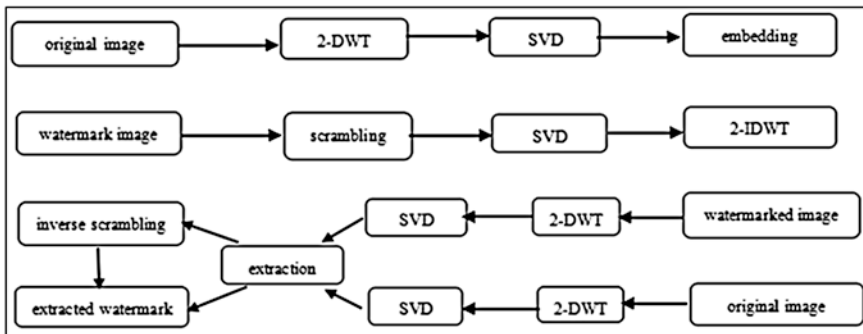 original image
2-DWT
SVD
embedding
watermark image
scrambling
SVD
2-IDWT
inverse scrambling
SVD
2-DWT
watermarked image
extraction
extracted watermark
SVD
2-DWT
original image